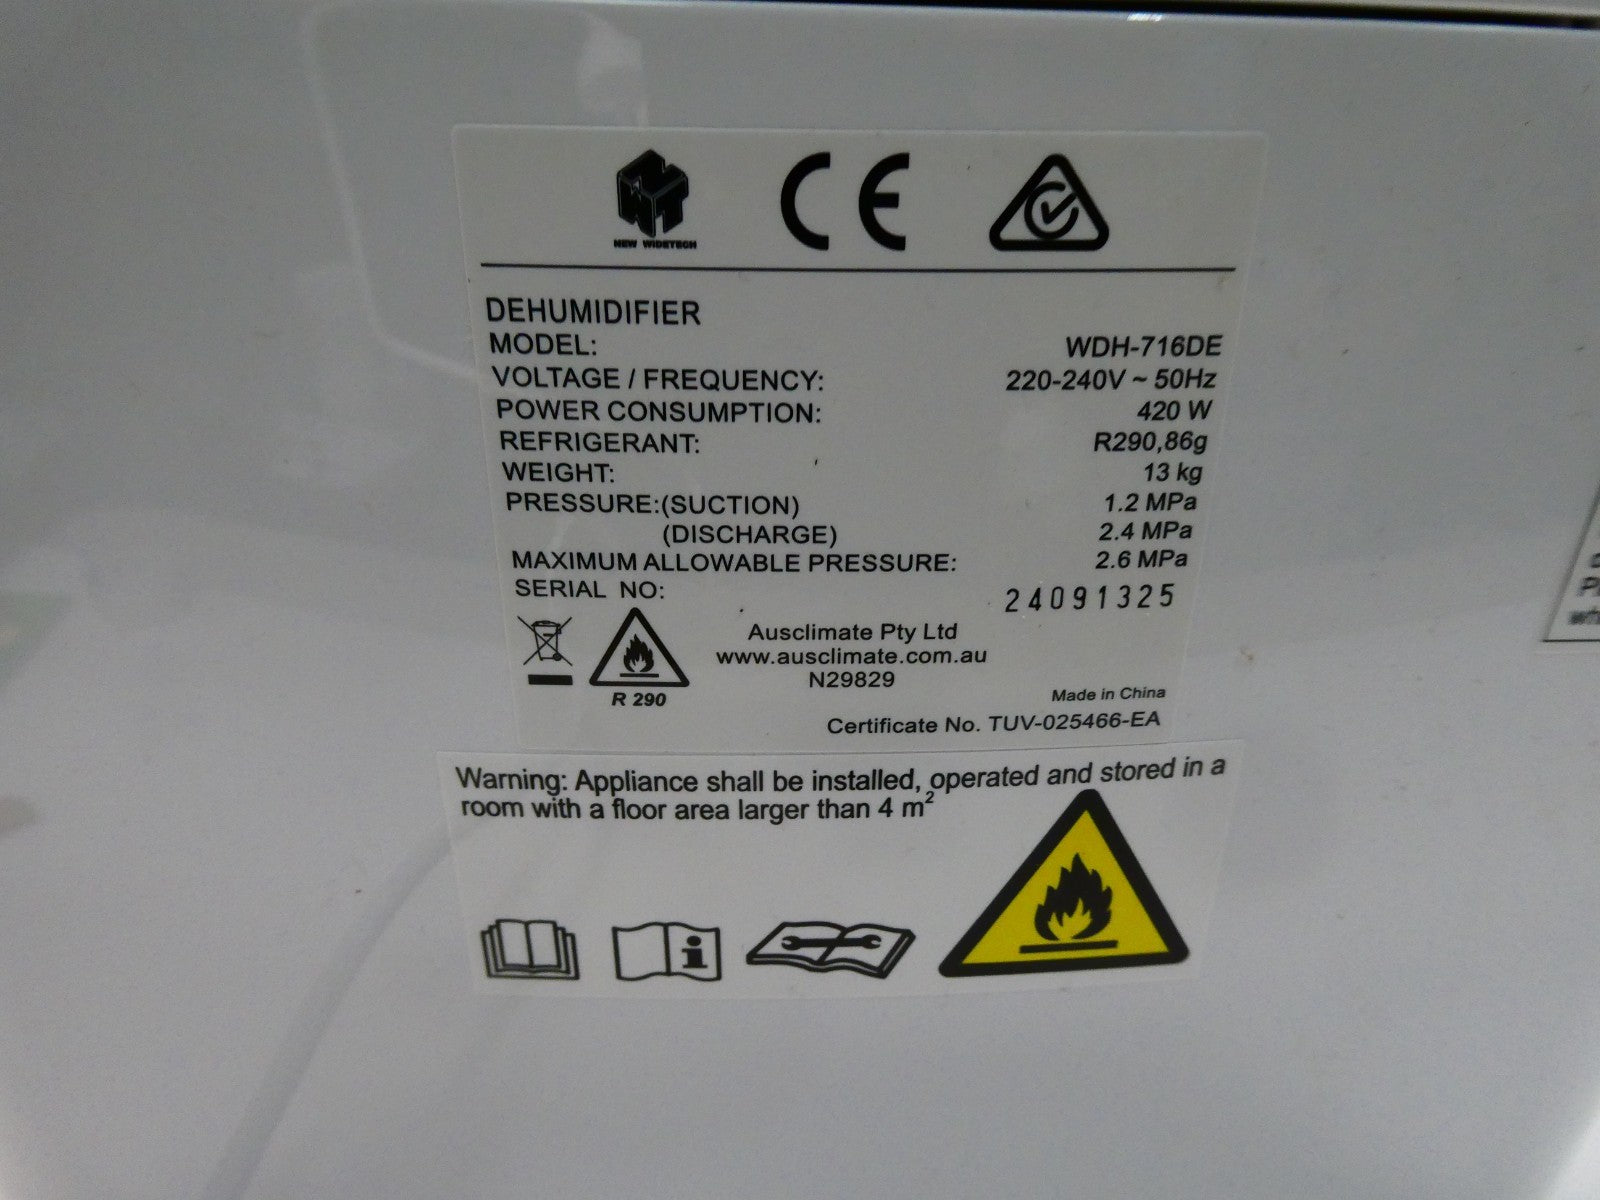 NEW WIDETECH
CE
DEHUMIDIFIER
MODEL: WDH-716DE
VOLTAGE / FREQUENCY: 220-240V ~ 50Hz
POWER CONSUMPTION: 420 W
REFRIGERANT: R290,86g
WEIGHT: 13 kg
PRESSURE:(SUCTION) 1.2 MPa
(DISCHARGE) 2.4 MPa
MAXIMUM ALLOWABLE PRESSURE: 2.6 MPa
SERIAL NO: 24091325
Ausclimate Pty Ltd
www.ausclimate.com.au
N29829
R 290
Made in China
Certificate No. TUV-025466-EA
Warning: Appliance shall be installed, operated and stored in a
room with a floor area larger than 4 m²